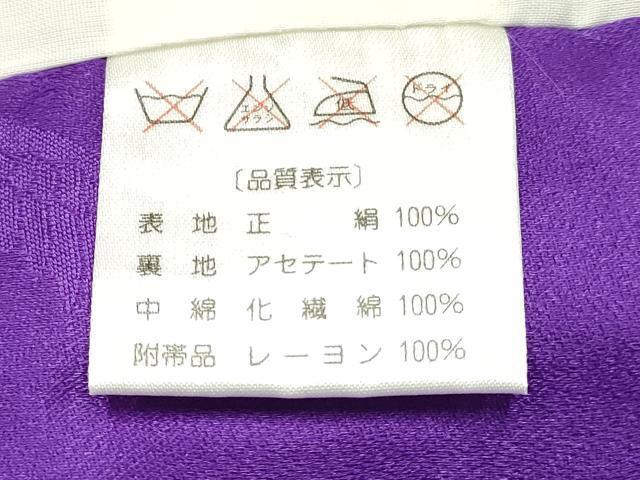 エンソ サラシ 低 ドライ
〔品質表示〕
表地 正絹 100%
裏地 アセテート 100%
中綿 化繊綿 100%
附帯品 レーヨン 100%